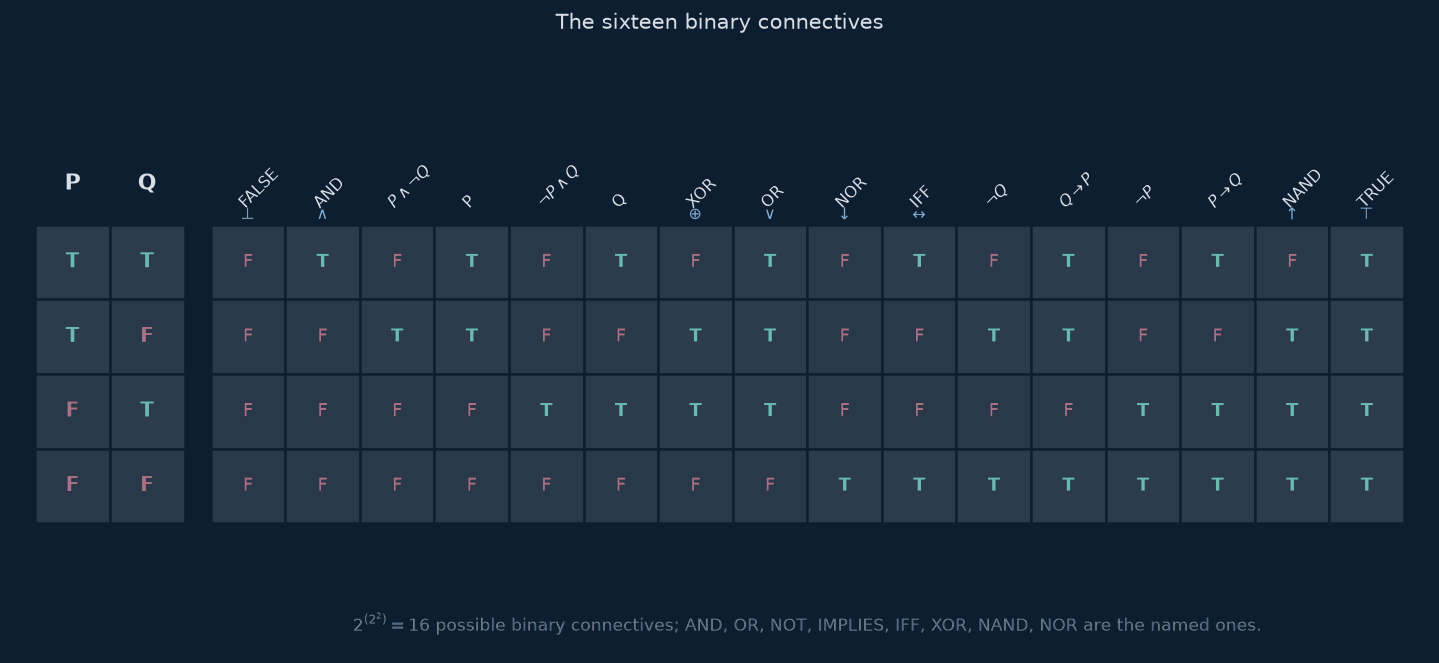 The sixteen binary connectives
P Q FALSE AND P∧¬Q P ¬P∧Q Q XOR OR NOR IFF ¬Q Q→P ¬P P→Q NAND TRUE
⊥ ∧ ⊕ ∨ ↓ ↔ ↑ ⊤
T T F T F T F T F T F T F T F T F T
T F F F T T F F T T F F T T F F T T
F T F F F F T T T T F F F F T T T T
F F F F F F F F F F T T T T T T T T
2^(2²) = 16 possible binary connectives; AND, OR, NOT, IMPLIES, IFF, XOR, NAND, NOR are the named ones.